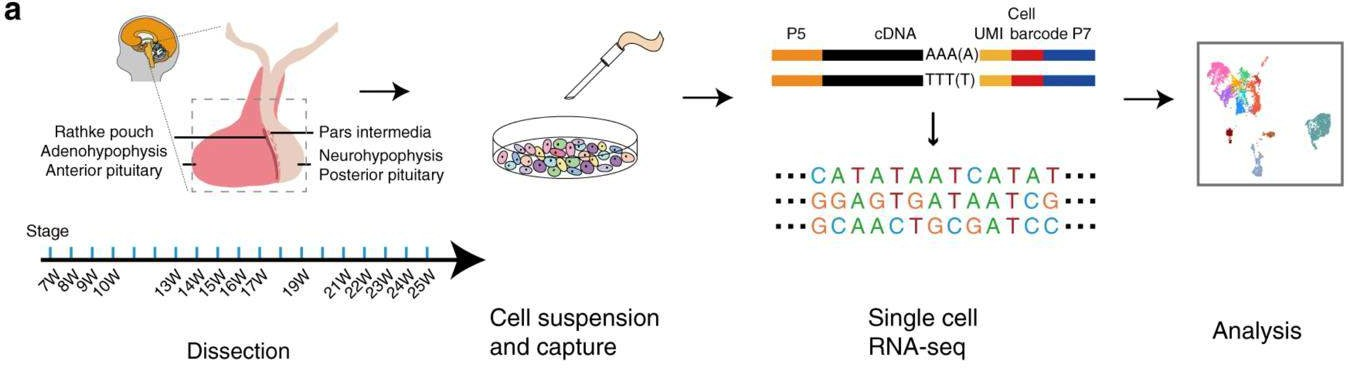 a
Rathke pouch
Adenohypophysis
Anterior pituitary
Pars intermedia
Neurohypophysis
Posterior pituitary
Stage
7W 8W 9W 10W 13W 14W 15W 16W 17W 19W 21W 22W 23W 24W 25W
Dissection
Cell suspension
and capture
P5 cDNA UMI Cell barcode P7
AAA(A)
TTT(T)
CATATAATCATAT
GGAGTGATAATCG
GCAACTGCGATCC
Single cell
RNA-seq
Analysis